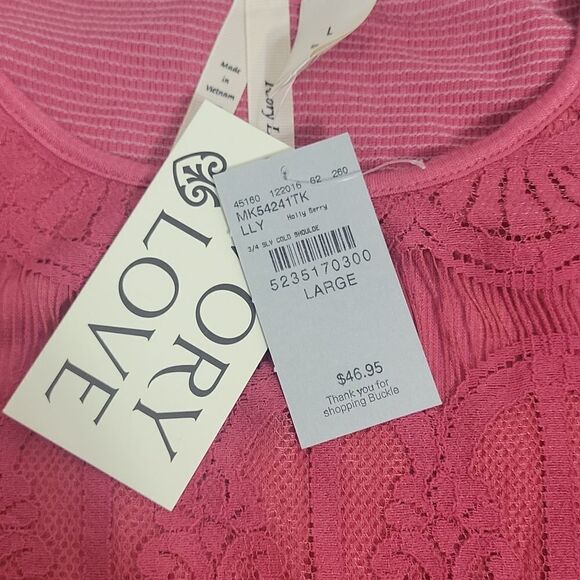 L
Made
in
Vietnam
IVORY
LOVE
45160 122016 62 260
MK54241TK
LLY Holly Berry
3/4 SLV COLD SHOULDE
5235170300
LARGE
$46.95
Thank you for
shopping Buckle